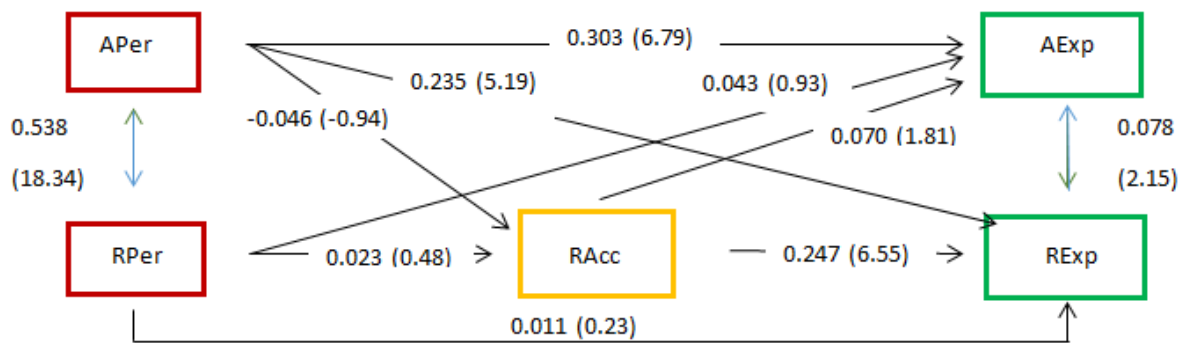 APer
0.303 (6.79)
AExp
0.235 (5.19)
0.043 (0.93)
-0.046 (-0.94)
0.538
(18.34)
0.070 (1.81)
0.078
(2.15)
RPer
0.023 (0.48)
RAcc
0.247 (6.55)
RExp
0.011 (0.23)